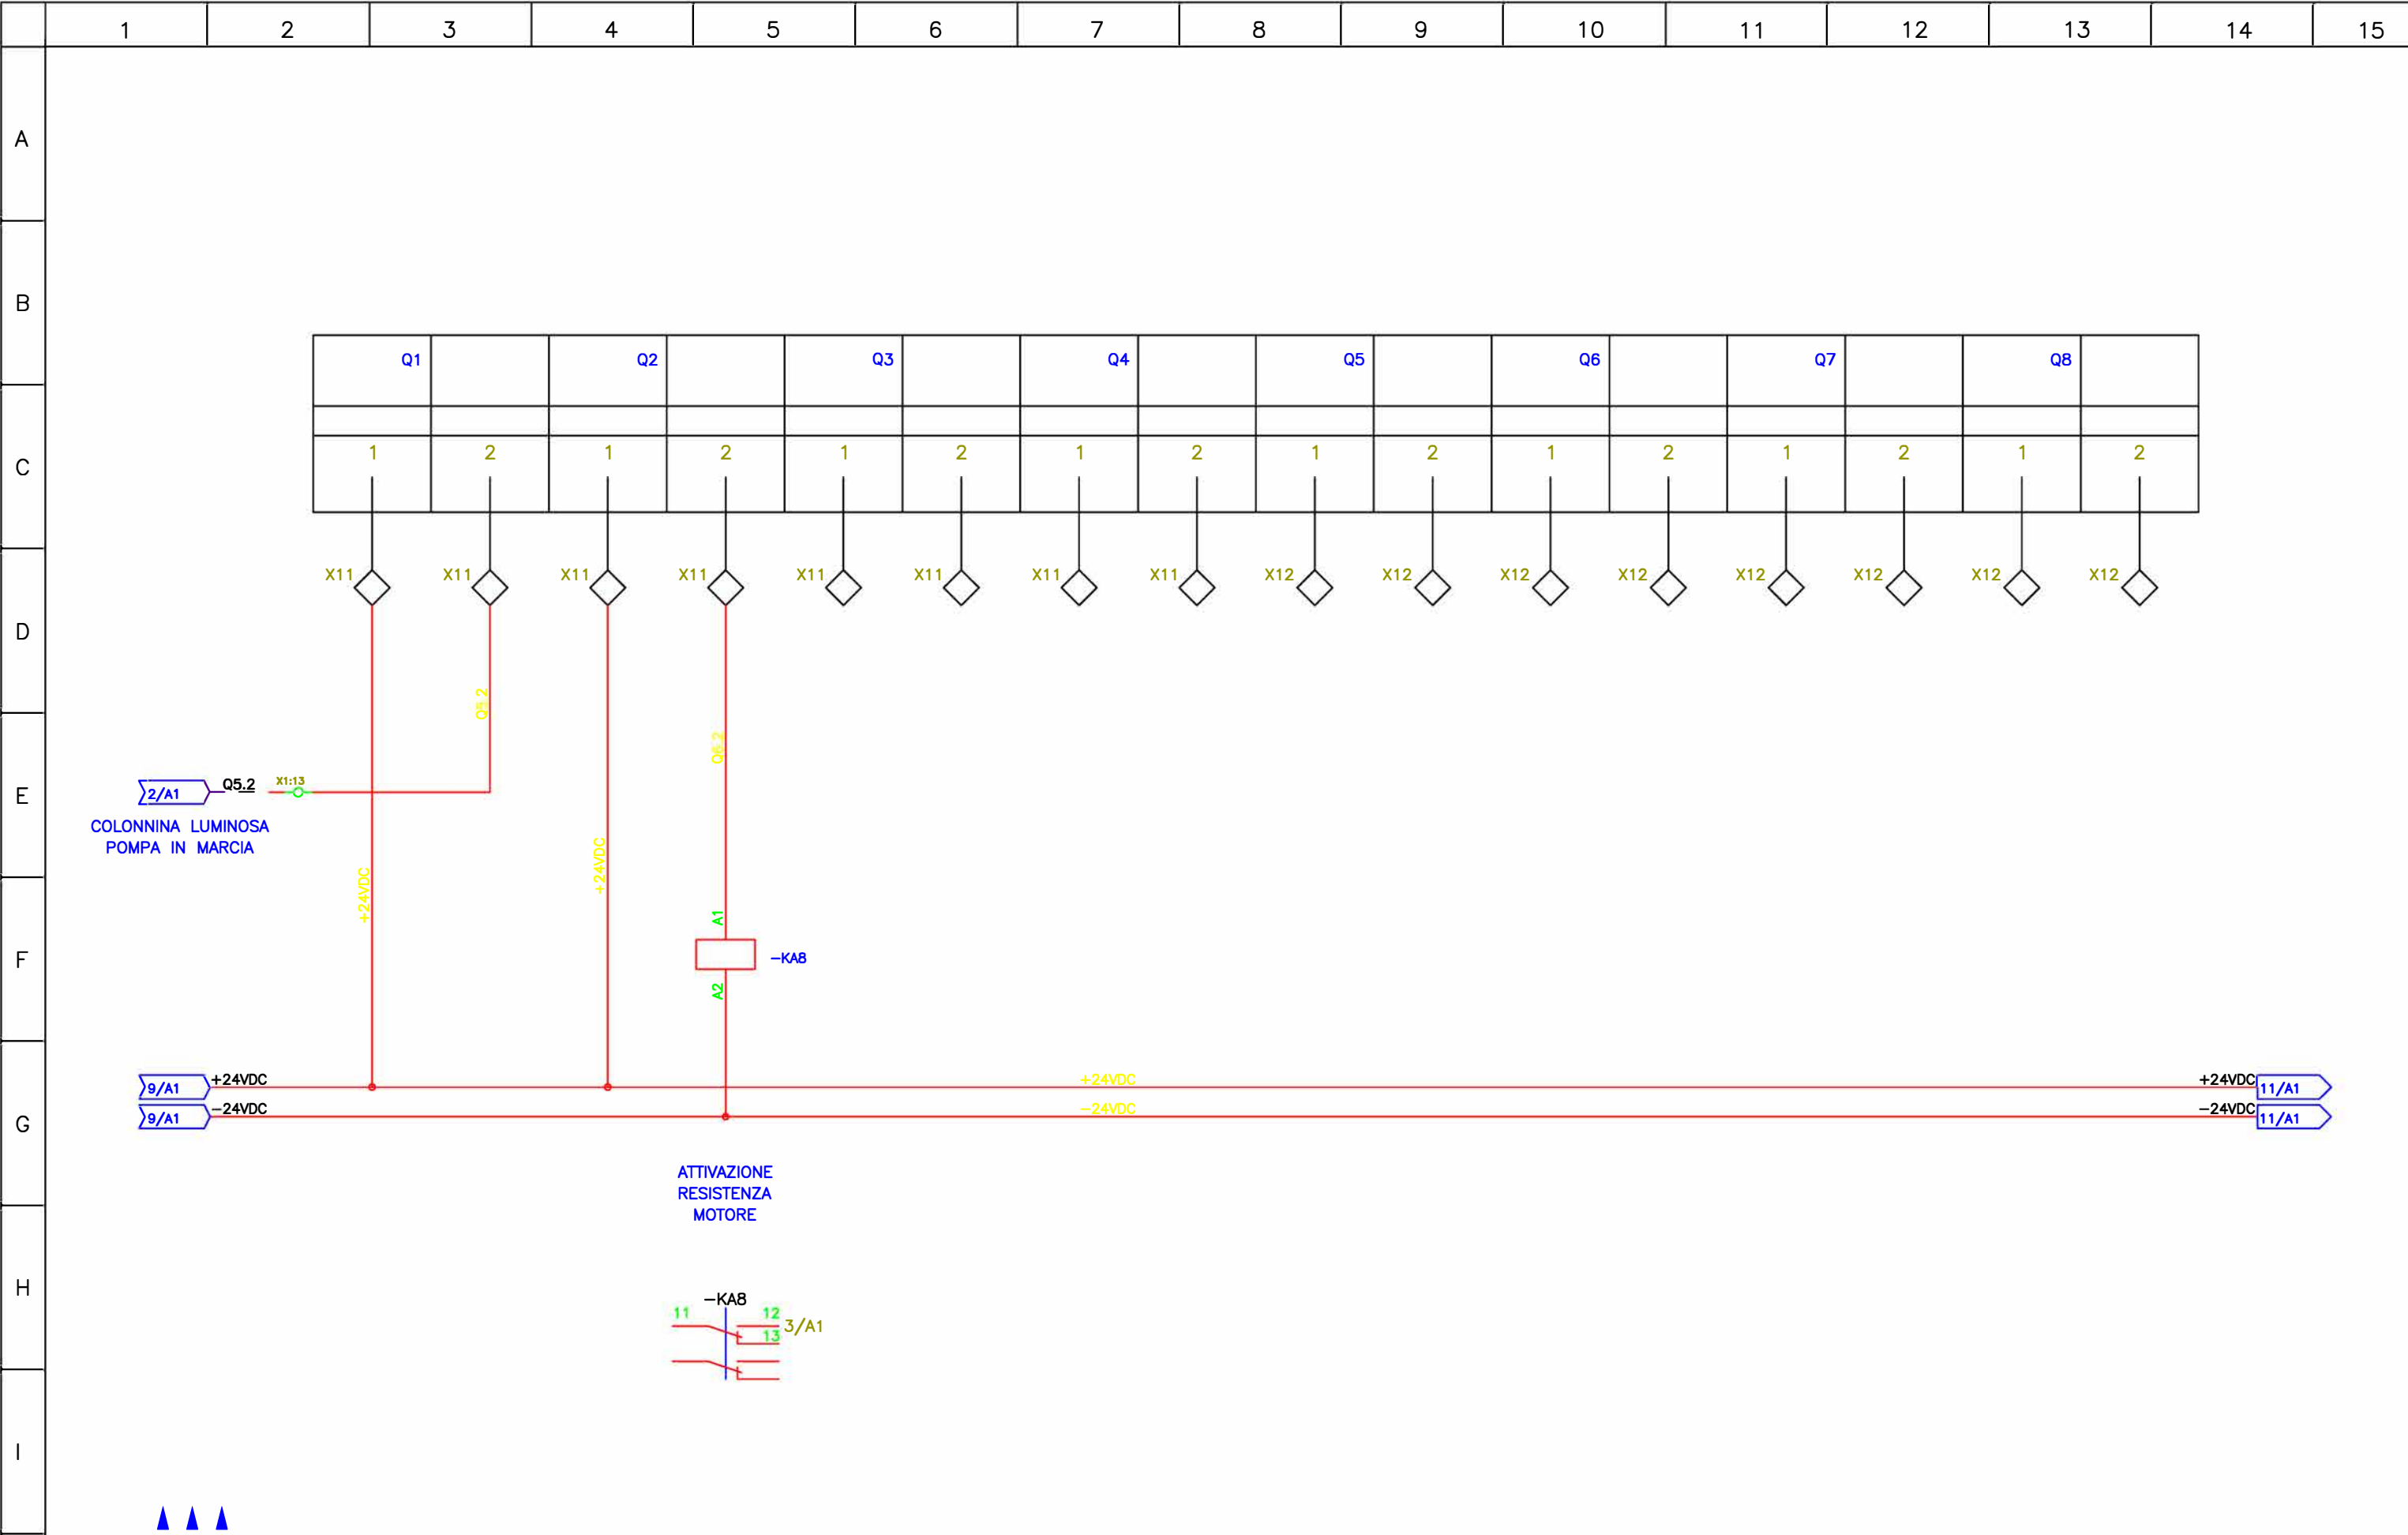 1 2 3 4 5 6 7 8 9 10 11 12 13 14 15
A
B
Q1 Q2 Q3 Q4 Q5 Q6 Q7 Q8
C
1 2 1 2 1 2 1 2 1 2 1 2 1 2 1 2
X11 X11 X11 X11 X11 X11 X11 X11 X12 X12 X12 X12 X12 X12 X12 X12
D
Q5.2
Q6.2
E
2/A1 Q5.2 X1:13
COLONNINA LUMINOSA
POMPA IN MARCIA
+24VDC
+24VDC
A1
F
-KA8
A2
9/A1 +24VDC +24VDC +24VDC 11/A1
9/A1 -24VDC -24VDC -24VDC 11/A1
G
ATTIVAZIONE
RESISTENZA
MOTORE
H
-KA8
11 12
3/A1
13
I